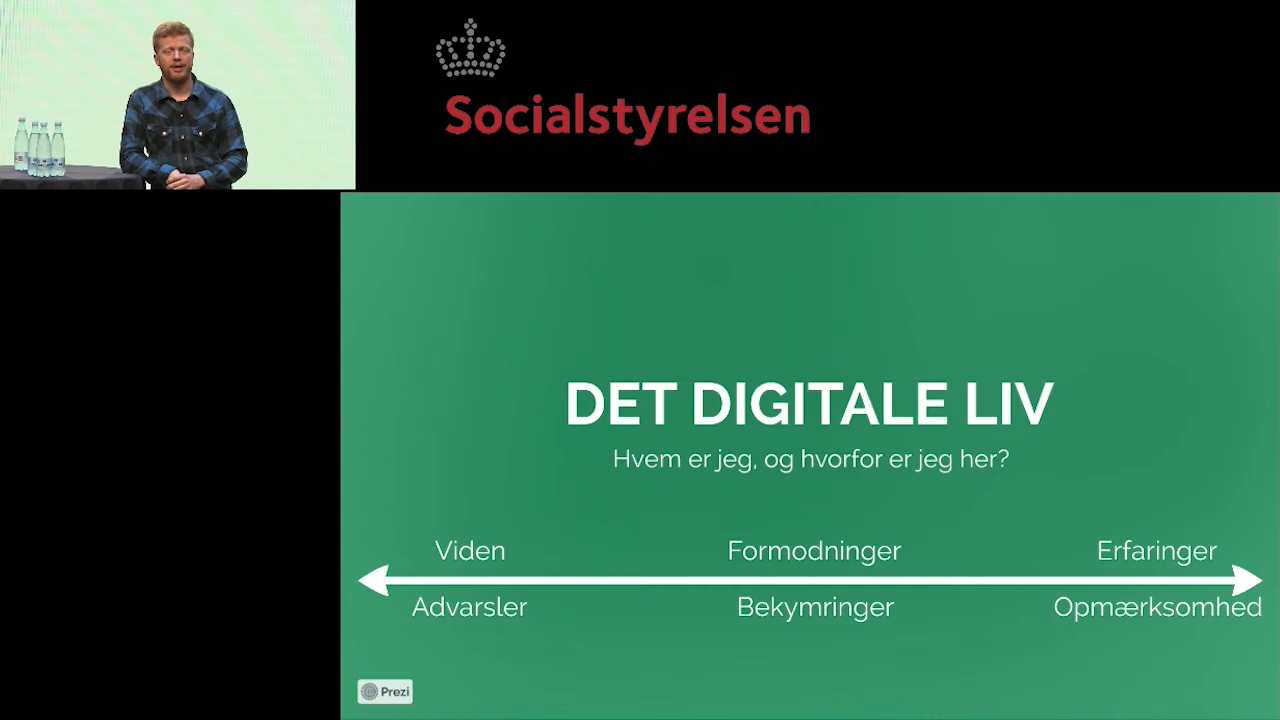 Socialstyrelsen
DET DIGITALE LIV
Hvem er jeg, og hvorfor er jeg her?
Viden Formodninger Erfaringer
Advarsler Bekymringer Opmærksomhed
Prezi